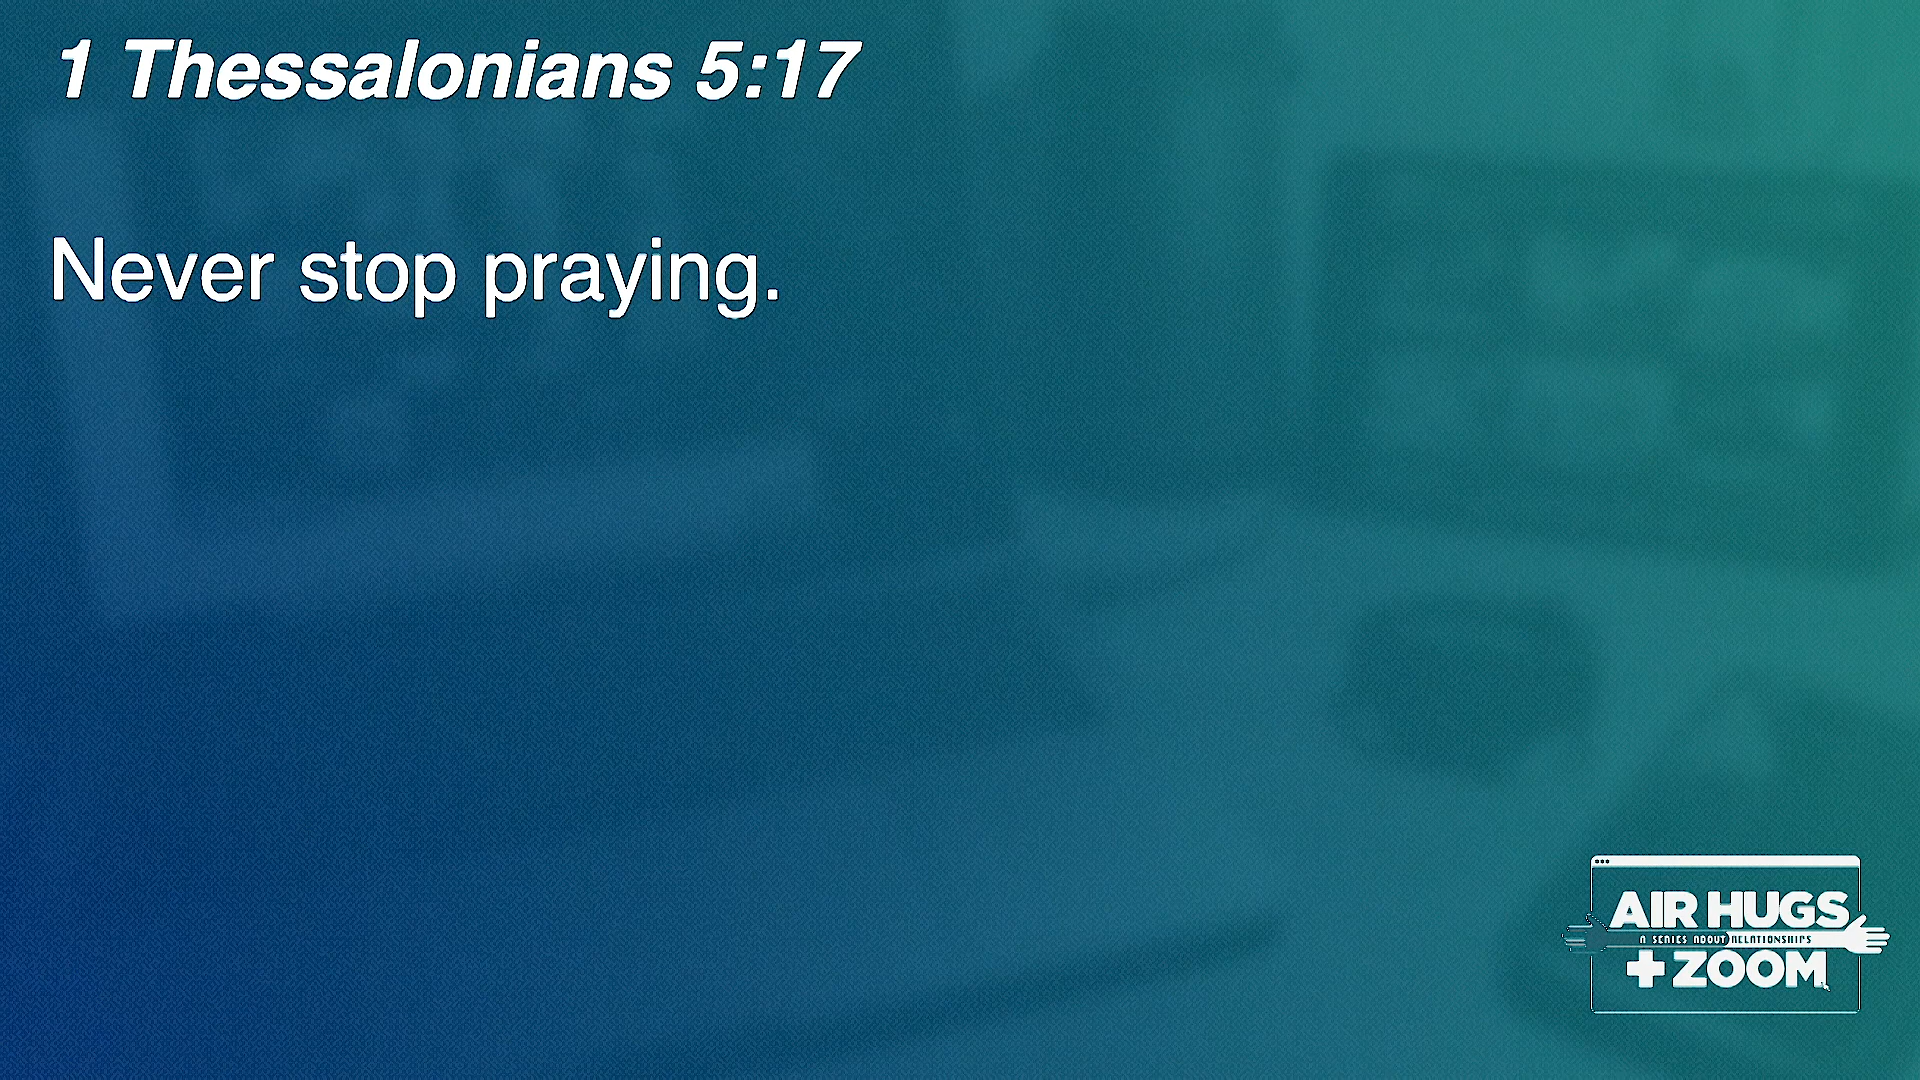 1 Thessalonians 5:17
Never stop praying.
AIR HUGS
A SERIES ABOUT RELATIONSHIPS
+ ZOOM